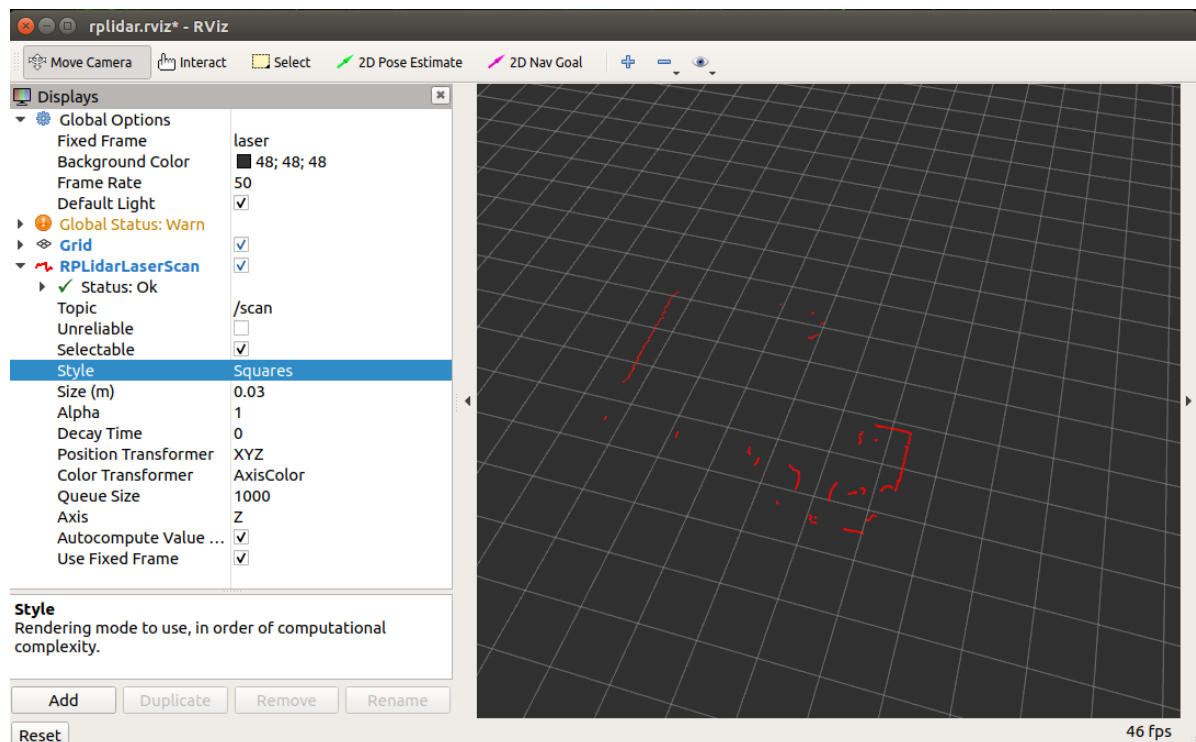 rplidar.rviz* - RViz
Move Camera Interact Select 2D Pose Estimate 2D Nav Goal
Displays
Global Options
Fixed Frame laser
Background Color 48; 48; 48
Frame Rate 50
Default Light
Global Status: Warn
Grid
RPLidarLaserScan
Status: Ok
Topic /scan
Unreliable
Selectable
Style Squares
Size (m) 0.03
Alpha 1
Decay Time 0
Position Transformer XYZ
Color Transformer AxisColor
Queue Size 1000
Axis Z
Autocompute Value ...
Use Fixed Frame
Style
Rendering mode to use, in order of computational
complexity.
Add Duplicate Remove Rename
Reset 46 fps